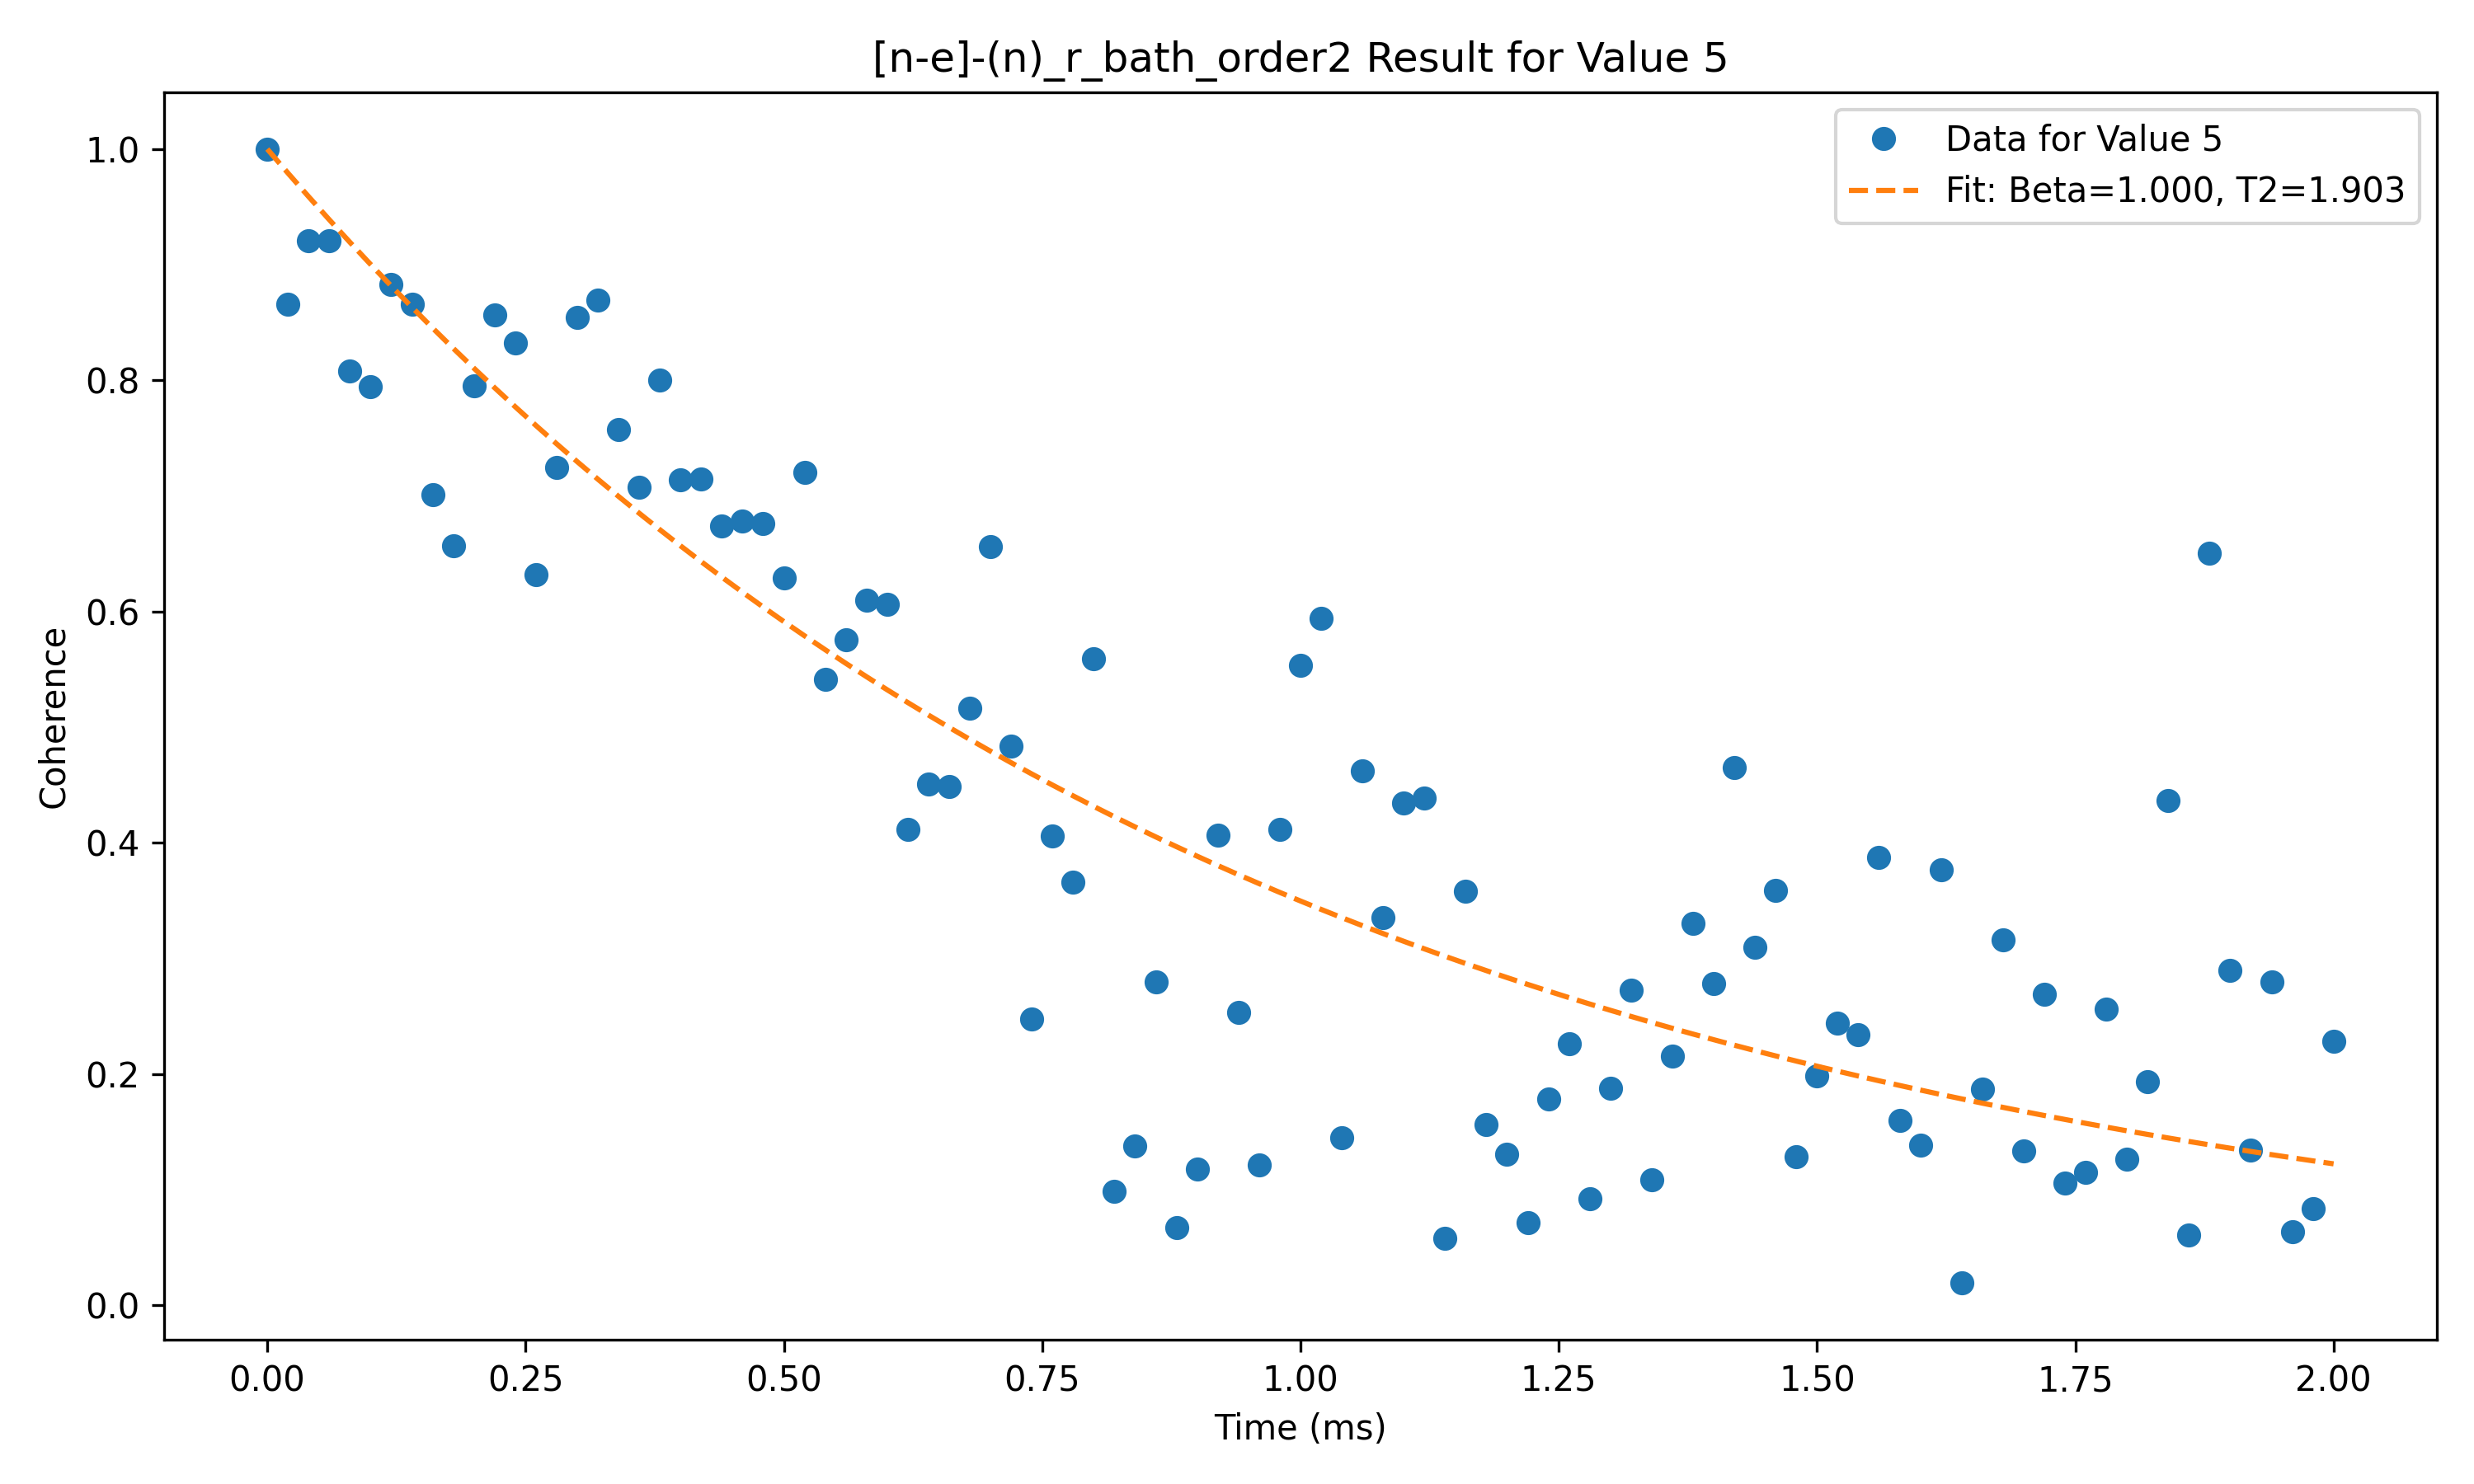 [n-e]-(n)_r_bath_order2 Result for Value 5
Data for Value 5
Fit: Beta=1.000, T2=1.903
Coherence
1.0
0.8
0.6
0.4
0.2
0.0
0.00 0.25 0.50 0.75 1.00 1.25 1.50 1.75 2.00
Time (ms)